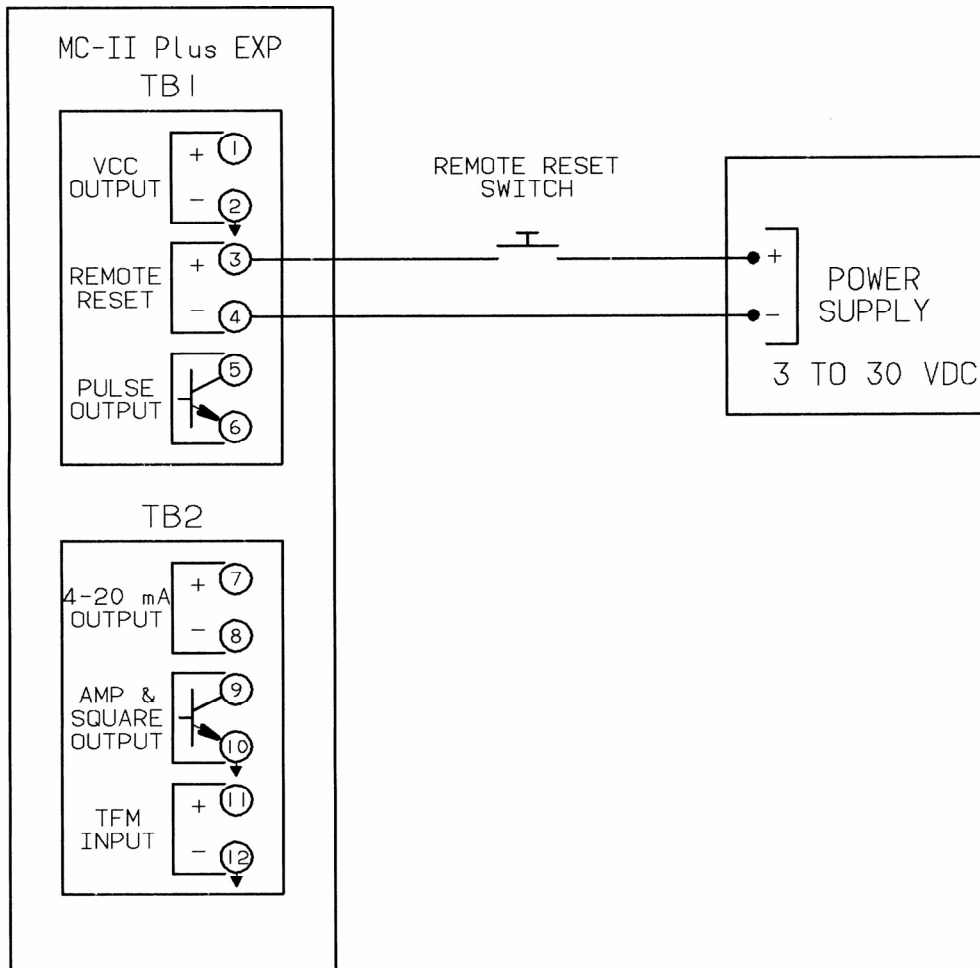 MC-II Plus EXP
TB1
VCC
OUTPUT
+ 1
- 2
REMOTE
RESET
+ 3
- 4
PULSE
OUTPUT
5
6
TB2
4-20 mA
OUTPUT
+ 7
- 8
AMP &
SQUARE
OUTPUT
9
10
TFM
INPUT
+ 11
- 12
REMOTE RESET
SWITCH
+
-
POWER
SUPPLY
3 TO 30 VDC